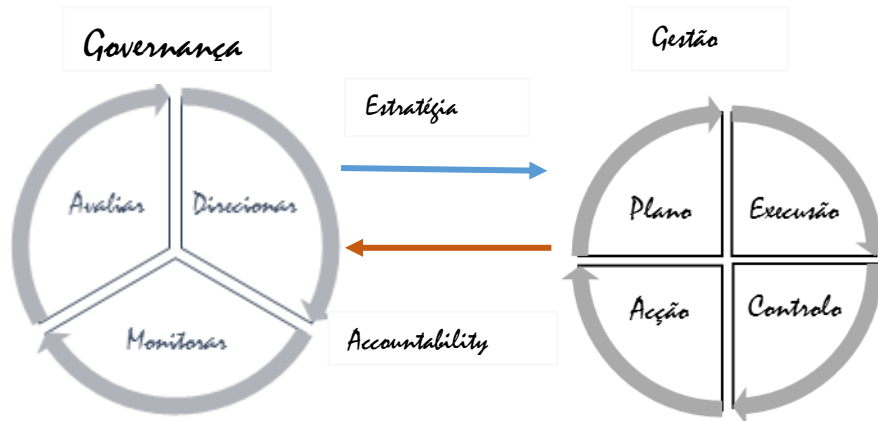 Governança
Gestão
Estratégia
Avaliar
Direcionar
Monitorar
Accountability
Plano
Execusão
Acção
Controlo